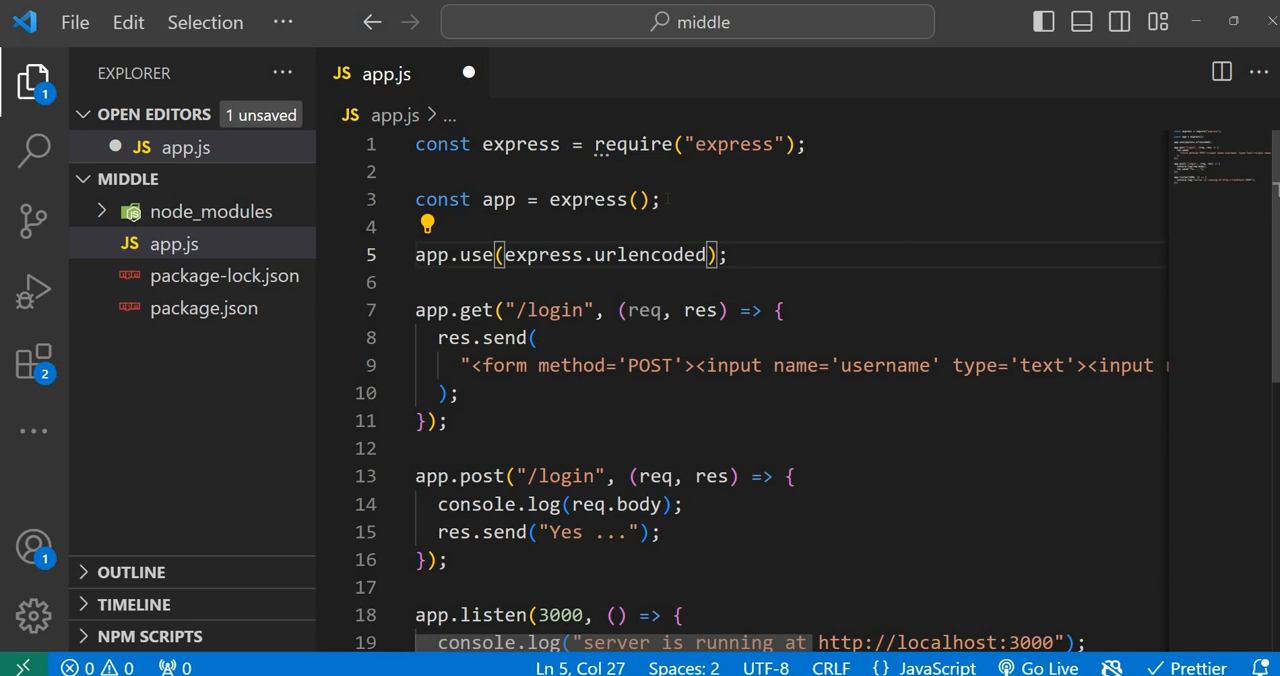 File Edit Selection ··· middle
EXPLORER ···
JS app.js
OPEN EDITORS 1 unsaved
JS app.js > ...
JS app.js
MIDDLE
node_modules
JS app.js
package-lock.json
package.json
1 const express = require("express");
2
3 const app = express();
4
5 app.use(express.urlencoded);
6
7 app.get("/login", (req, res) => {
8 res.send(
9 "<form method='POST'><input name='username' type='text'><input
10 );
11 });
12
13 app.post("/login", (req, res) => {
14 console.log(req.body);
15 res.send("Yes ...");
16 });
17
18 app.listen(3000, () => {
19 console.log("server is running at http://localhost:3000");
1
2
1
OUTLINE
TIMELINE
NPM SCRIPTS
0 0 0 Ln 5, Col 27 Spaces: 2 UTF-8 CRLF {} JavaScript Go Live Prettier